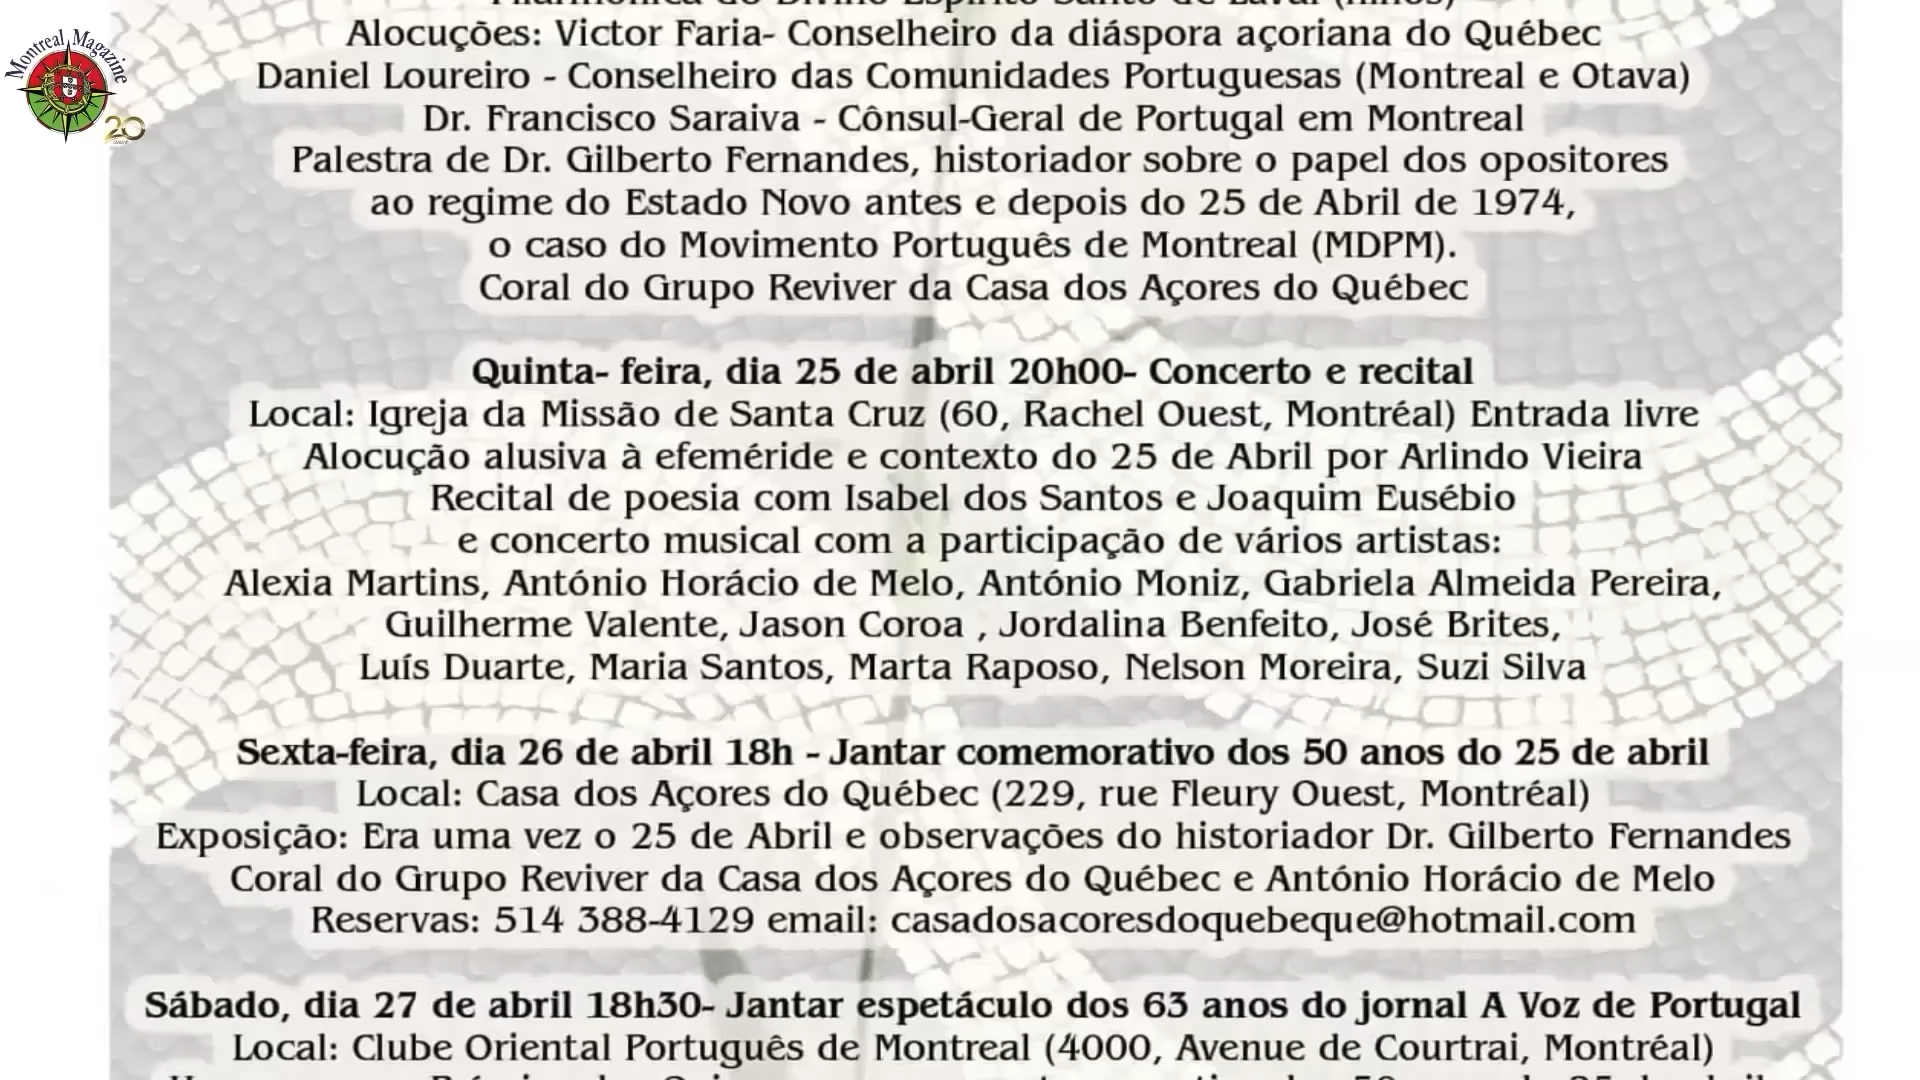 Montreal Magazine
20
anos
Filarmónica do Divino Espírito Santo de Laval (hinos)
Alocuções: Victor Faria- Conselheiro da diáspora açoriana do Québec
Daniel Loureiro - Conselheiro das Comunidades Portuguesas (Montreal e Otava)
Dr. Francisco Saraiva - Cônsul-Geral de Portugal em Montreal
Palestra de Dr. Gilberto Fernandes, historiador sobre o papel dos opositores
ao regime do Estado Novo antes e depois do 25 de Abril de 1974,
o caso do Movimento Português de Montreal (MDPM).
Coral do Grupo Reviver da Casa dos Açores do Québec
Quinta- feira, dia 25 de abril 20h00- Concerto e recital
Local: Igreja da Missão de Santa Cruz (60, Rachel Ouest, Montréal) Entrada livre
Alocução alusiva à efeméride e contexto do 25 de Abril por Arlindo Vieira
Recital de poesia com Isabel dos Santos e Joaquim Eusébio
e concerto musical com a participação de vários artistas:
Alexia Martins, António Horácio de Melo, António Moniz, Gabriela Almeida Pereira,
Guilherme Valente, Jason Coroa , Jordalina Benfeito, José Brites,
Luís Duarte, Maria Santos, Marta Raposo, Nelson Moreira, Suzi Silva
Sexta-feira, dia 26 de abril 18h - Jantar comemorativo dos 50 anos do 25 de abril
Local: Casa dos Açores do Québec (229, rue Fleury Ouest, Montréal)
Exposição: Era uma vez o 25 de Abril e observações do historiador Dr. Gilberto Fernandes
Coral do Grupo Reviver da Casa dos Açores do Québec e António Horácio de Melo
Reservas: 514 388-4129 email: casadosacoresdoquebeque@hotmail.com
Sábado, dia 27 de abril 18h30- Jantar espetáculo dos 63 anos do jornal A Voz de Portugal
Local: Clube Oriental Português de Montreal (4000, Avenue de Courtrai, Montréal)